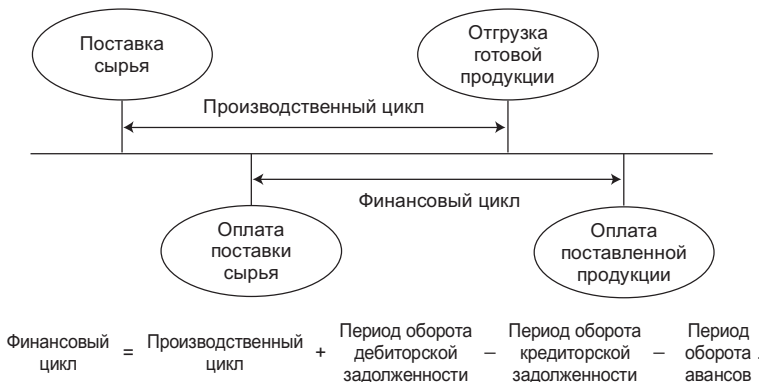 Поставка
сырья
Отгрузка
готовой
продукции
Производственный цикл
Финансовый цикл
Оплата
поставки
сырья
Оплата
поставленной
продукции
Финансовый цикл = Производственный цикл + Период оборота дебиторской задолженности – Период оборота кредиторской задолженности – Период оборота авансов.